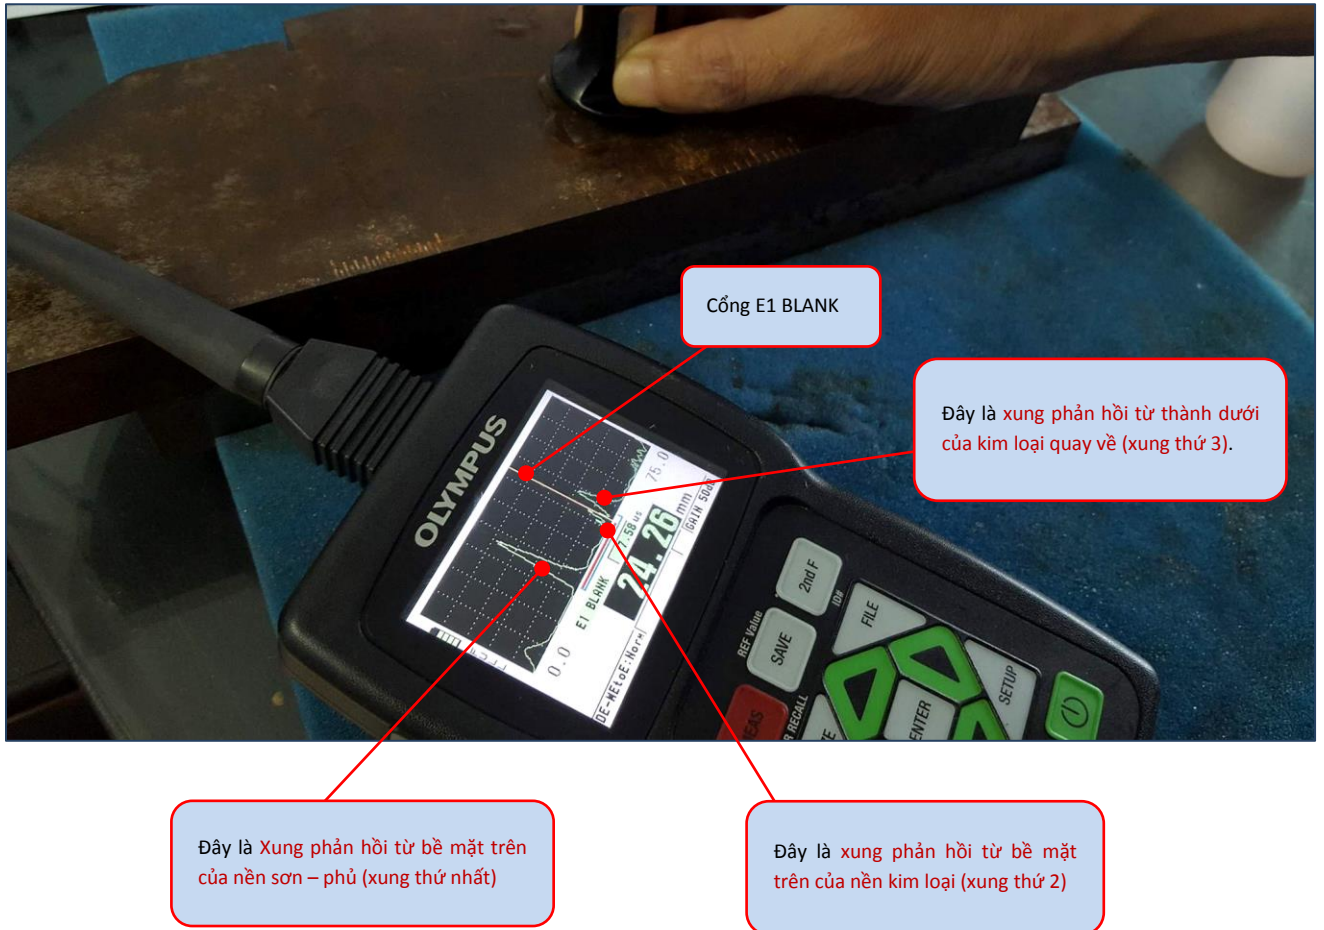 Cổng E1 BLANK
Đây là xung phản hồi từ thành dưới
của kim loại quay về (xung thứ 3).
OLYMPUS
75.0
GAIN 50dB
7.58 us
24.26 mm
E1 BLANK
0.0
DE-MEtoE:Norm
2nd F
ID#
FILE
REF Value
SAVE
SETUP
ENTER
RECALL
Đây là Xung phản hồi từ bề mặt trên
của nền sơn – phủ (xung thứ nhất)
Đây là xung phản hồi từ bề mặt
trên của nền kim loại (xung thứ 2)